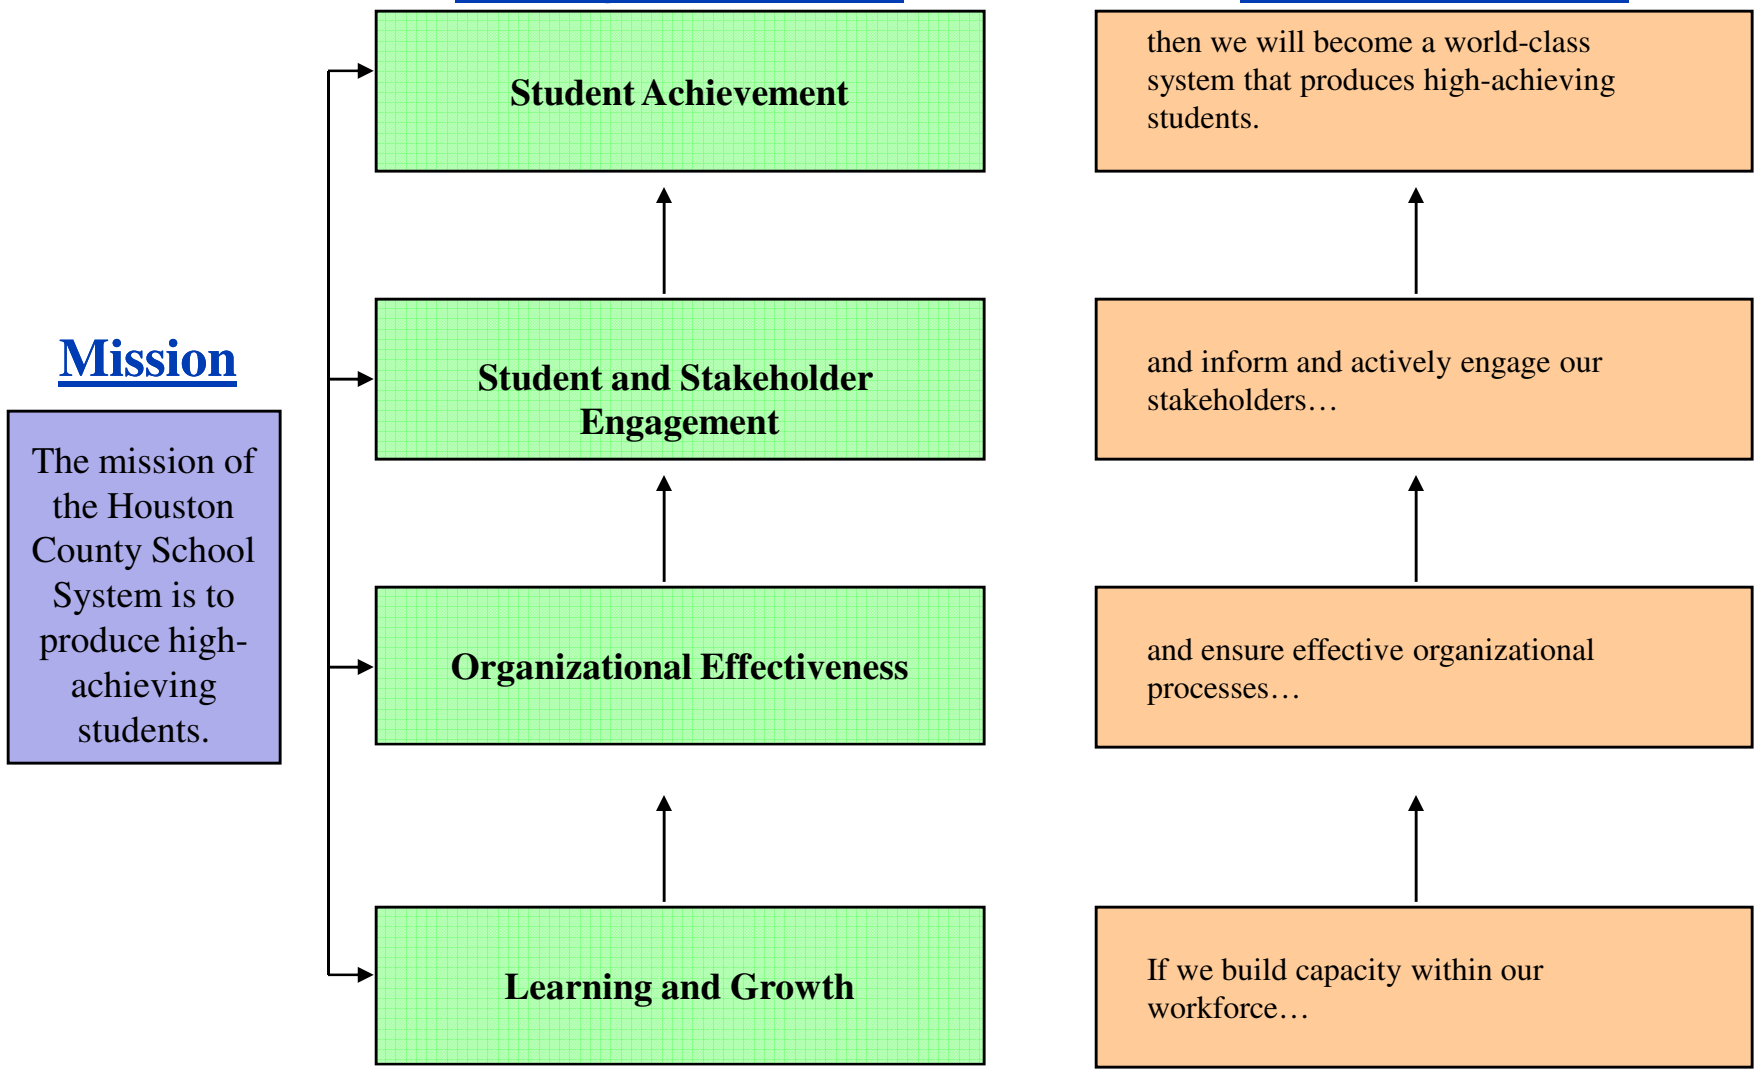 Mission
The mission of
the Houston
County School
System is to
produce high-
achieving
students.
Student Achievement
Student and Stakeholder
Engagement
Organizational Effectiveness
Learning and Growth
then we will become a world-class
system that produces high-achieving
students.
and inform and actively engage our
stakeholders…
and ensure effective organizational
processes…
If we build capacity within our
workforce…